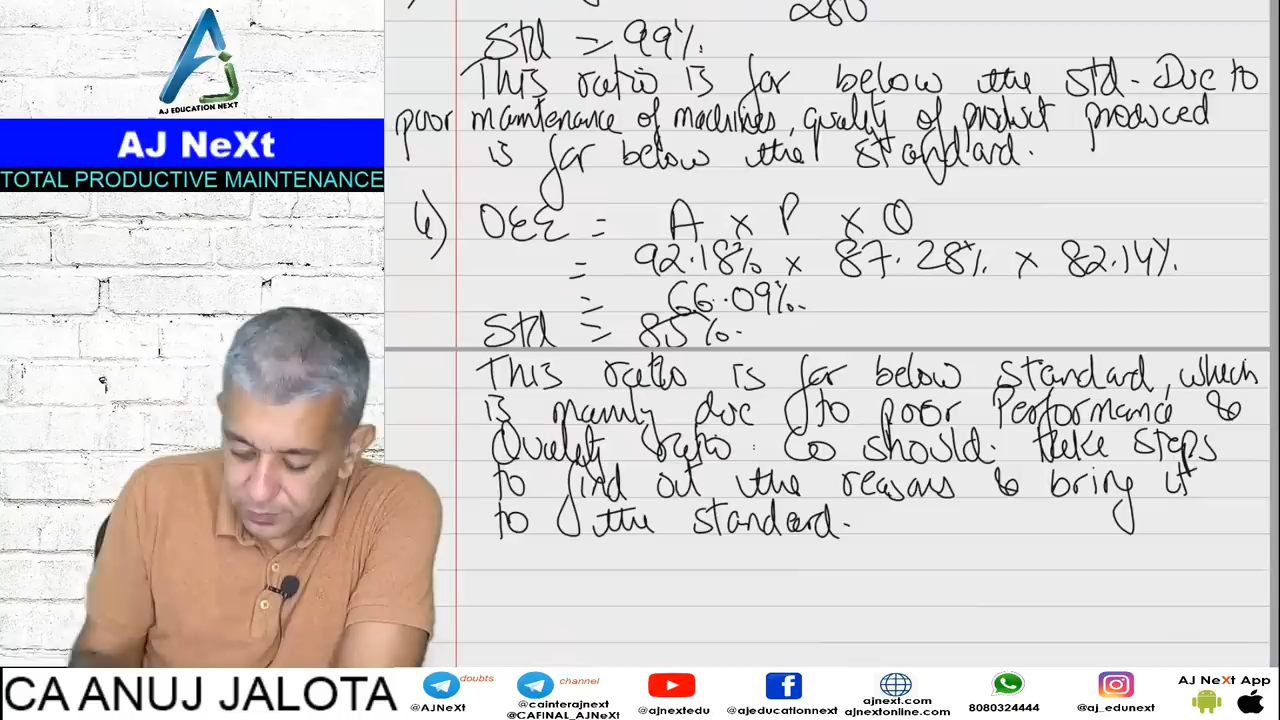 280
Std = 99%.
This ratio is far below the std. Due to
poor maintenance of machines, quality of product produced
is far below the standard.
OEE = A x P x Q
= 92.18% x 87.28% x 82.14%.
= 66.09%.
Std = 85%.
This ratio is far below standard, which
is mainly due to poor Performance &
Quality ratio. Co should take steps
to find out the reasons & bring it
to the standard.
AJ EDUCATION NEXT
AJ NeXt
TOTAL PRODUCTIVE MAINTENANCE
CA ANUJ JALOTA
doubts
@AJNeXt
channel
@cainterajnext
@CAFINAL_AJNeXt
@ajnextedu
@ajeducationnext
ajnext.com
ajnextonline.com
8080324444
@aj_edunext
AJ NeXt App